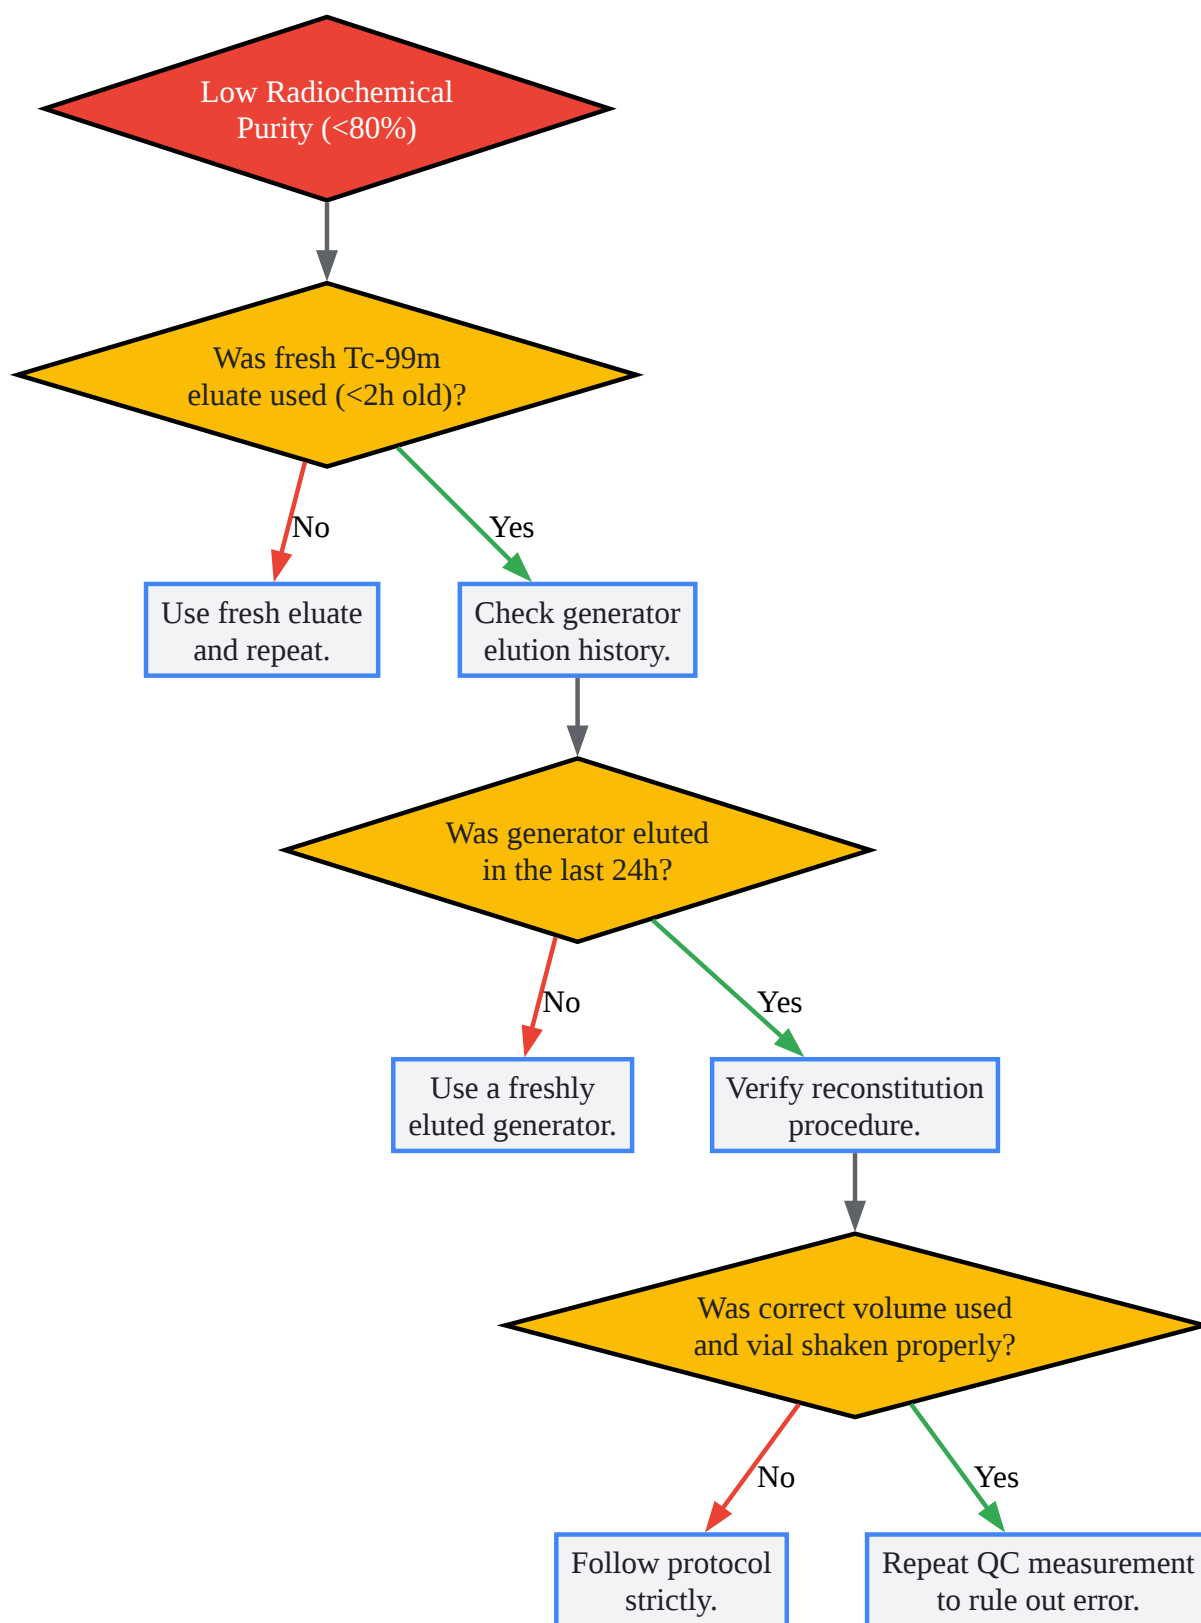 Low Radiochemical
Purity (<80%)
Was fresh Tc-99m
eluate used (<2h old)?
No
Yes
Use fresh eluate
and repeat.
Check generator
elution history.
Was generator eluted
in the last 24h?
No
Yes
Use a freshly
eluted generator.
Verify reconstitution
procedure.
Was correct volume used
and vial shaken properly?
No
Yes
Follow protocol
strictly.
Repeat QC measurement
to rule out error.